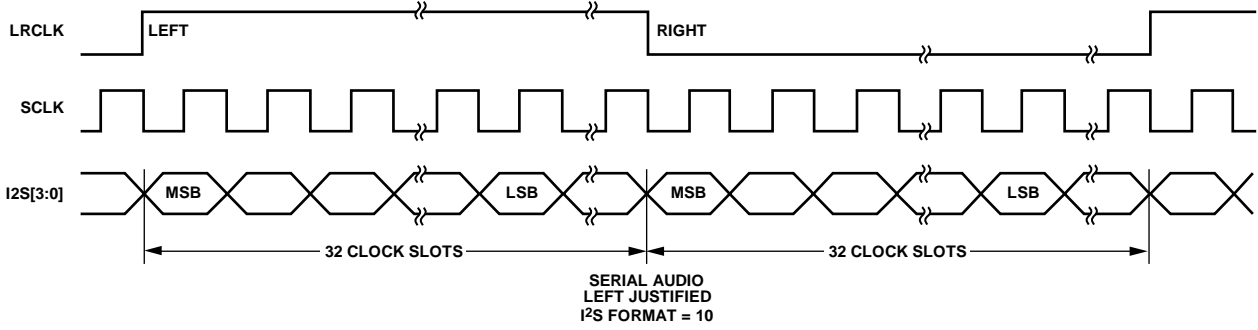 LRCLK
LEFT
RIGHT
SCLK
I2S[3:0]
MSB
LSB
MSB
LSB
32 CLOCK SLOTS
32 CLOCK SLOTS
SERIAL AUDIO
LEFT JUSTIFIED
I²S FORMAT = 10